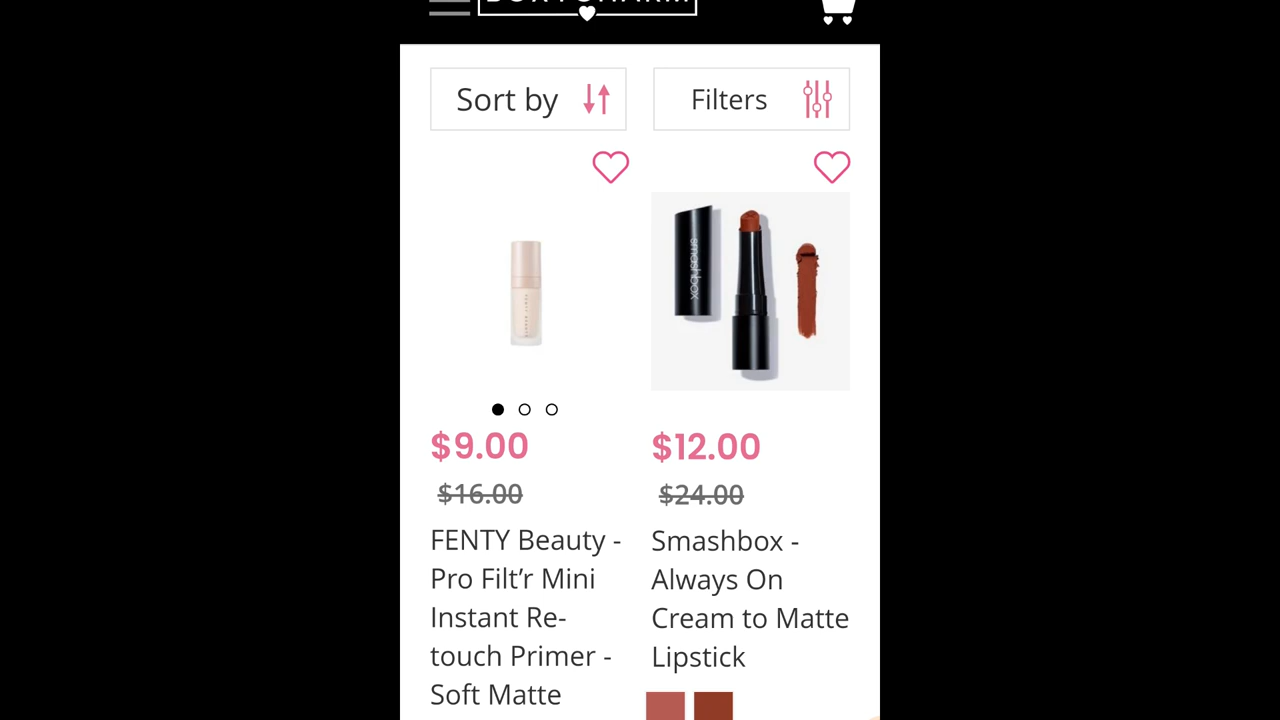 Sort by
Filters
smashbox
$9.00
$16.00
FENTY Beauty -
Pro Filt’r Mini
Instant Re-
touch Primer -
Soft Matte
$12.00
$24.00
Smashbox -
Always On
Cream to Matte
Lipstick